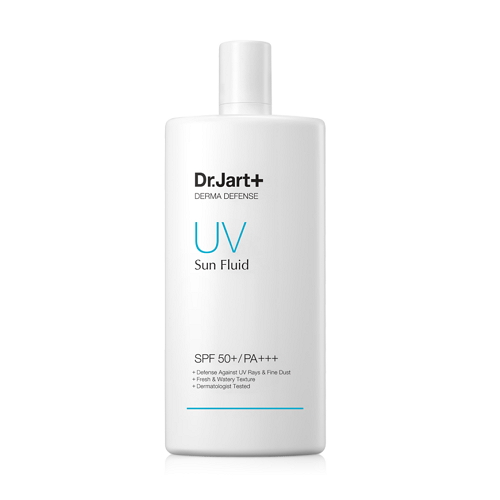 Dr.Jart+
DERMA DEFENSE
UV
Sun Fluid
SPF 50+/PA+++
+ Defense Against UV Rays & Fine Dust
+ Fresh & Watery Texture
+ Dermatologist Tested